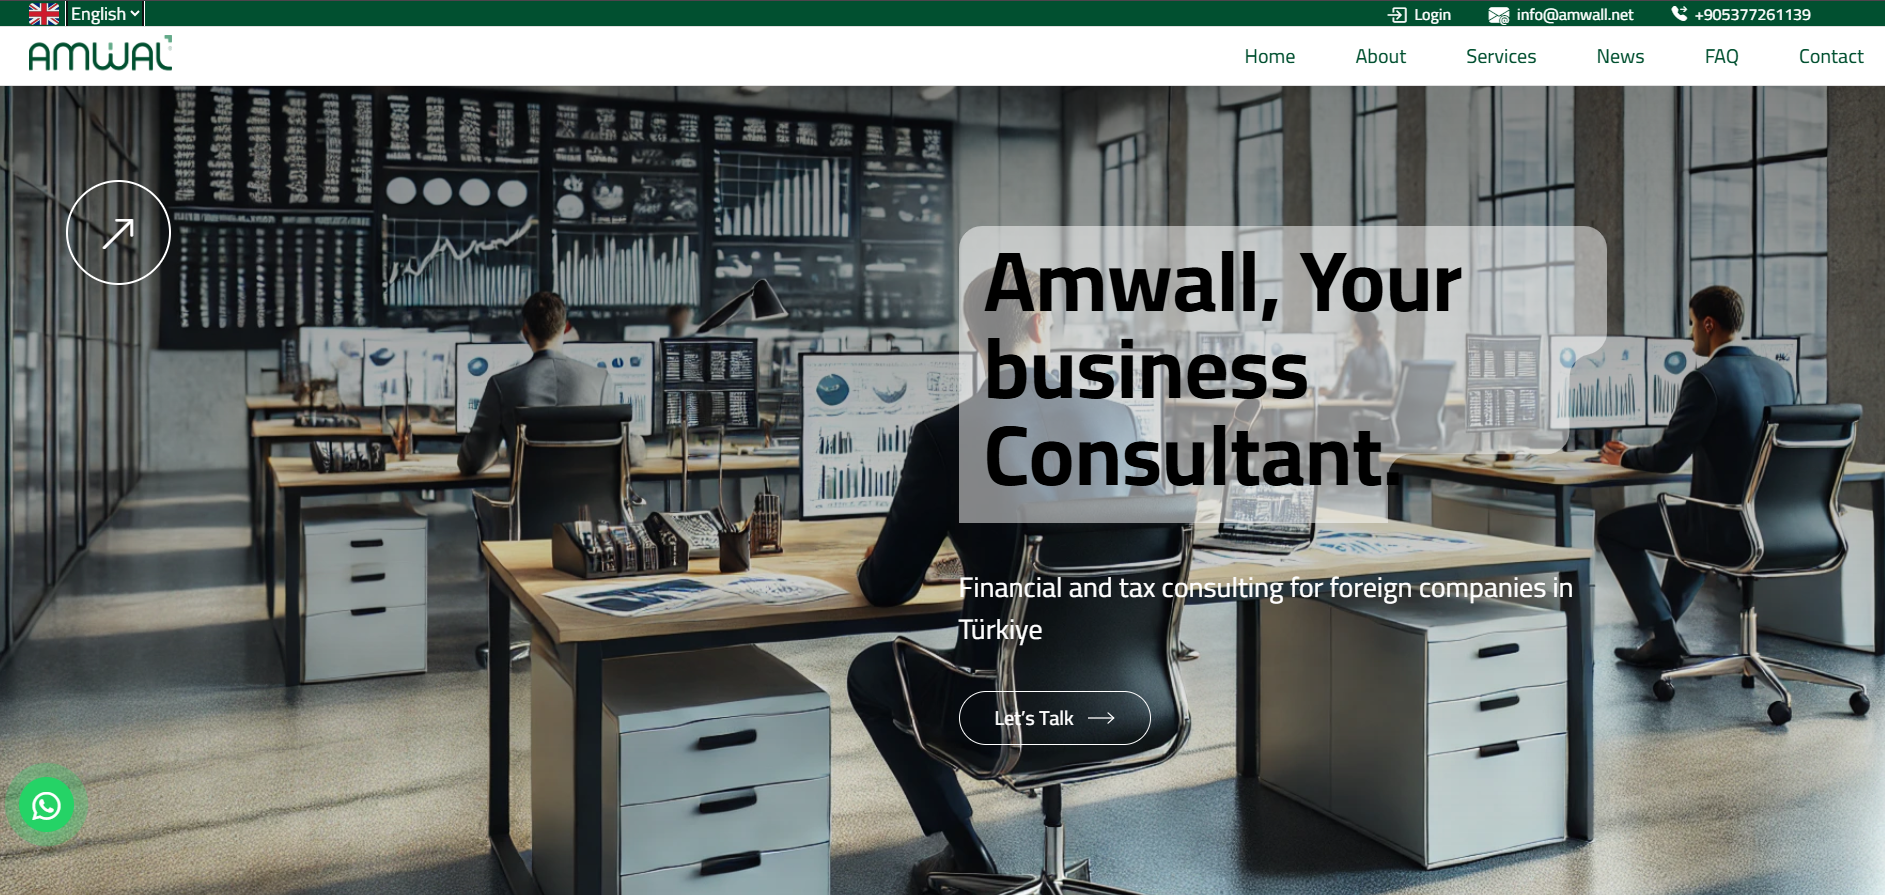 English
Login
info@amwall.net
+905377261139
AMWAL
Home
About
Services
News
FAQ
Contact
Amwall, Your
business
Consultant.
Financial and tax consulting for foreign companies in
Türkiye
Let's Talk